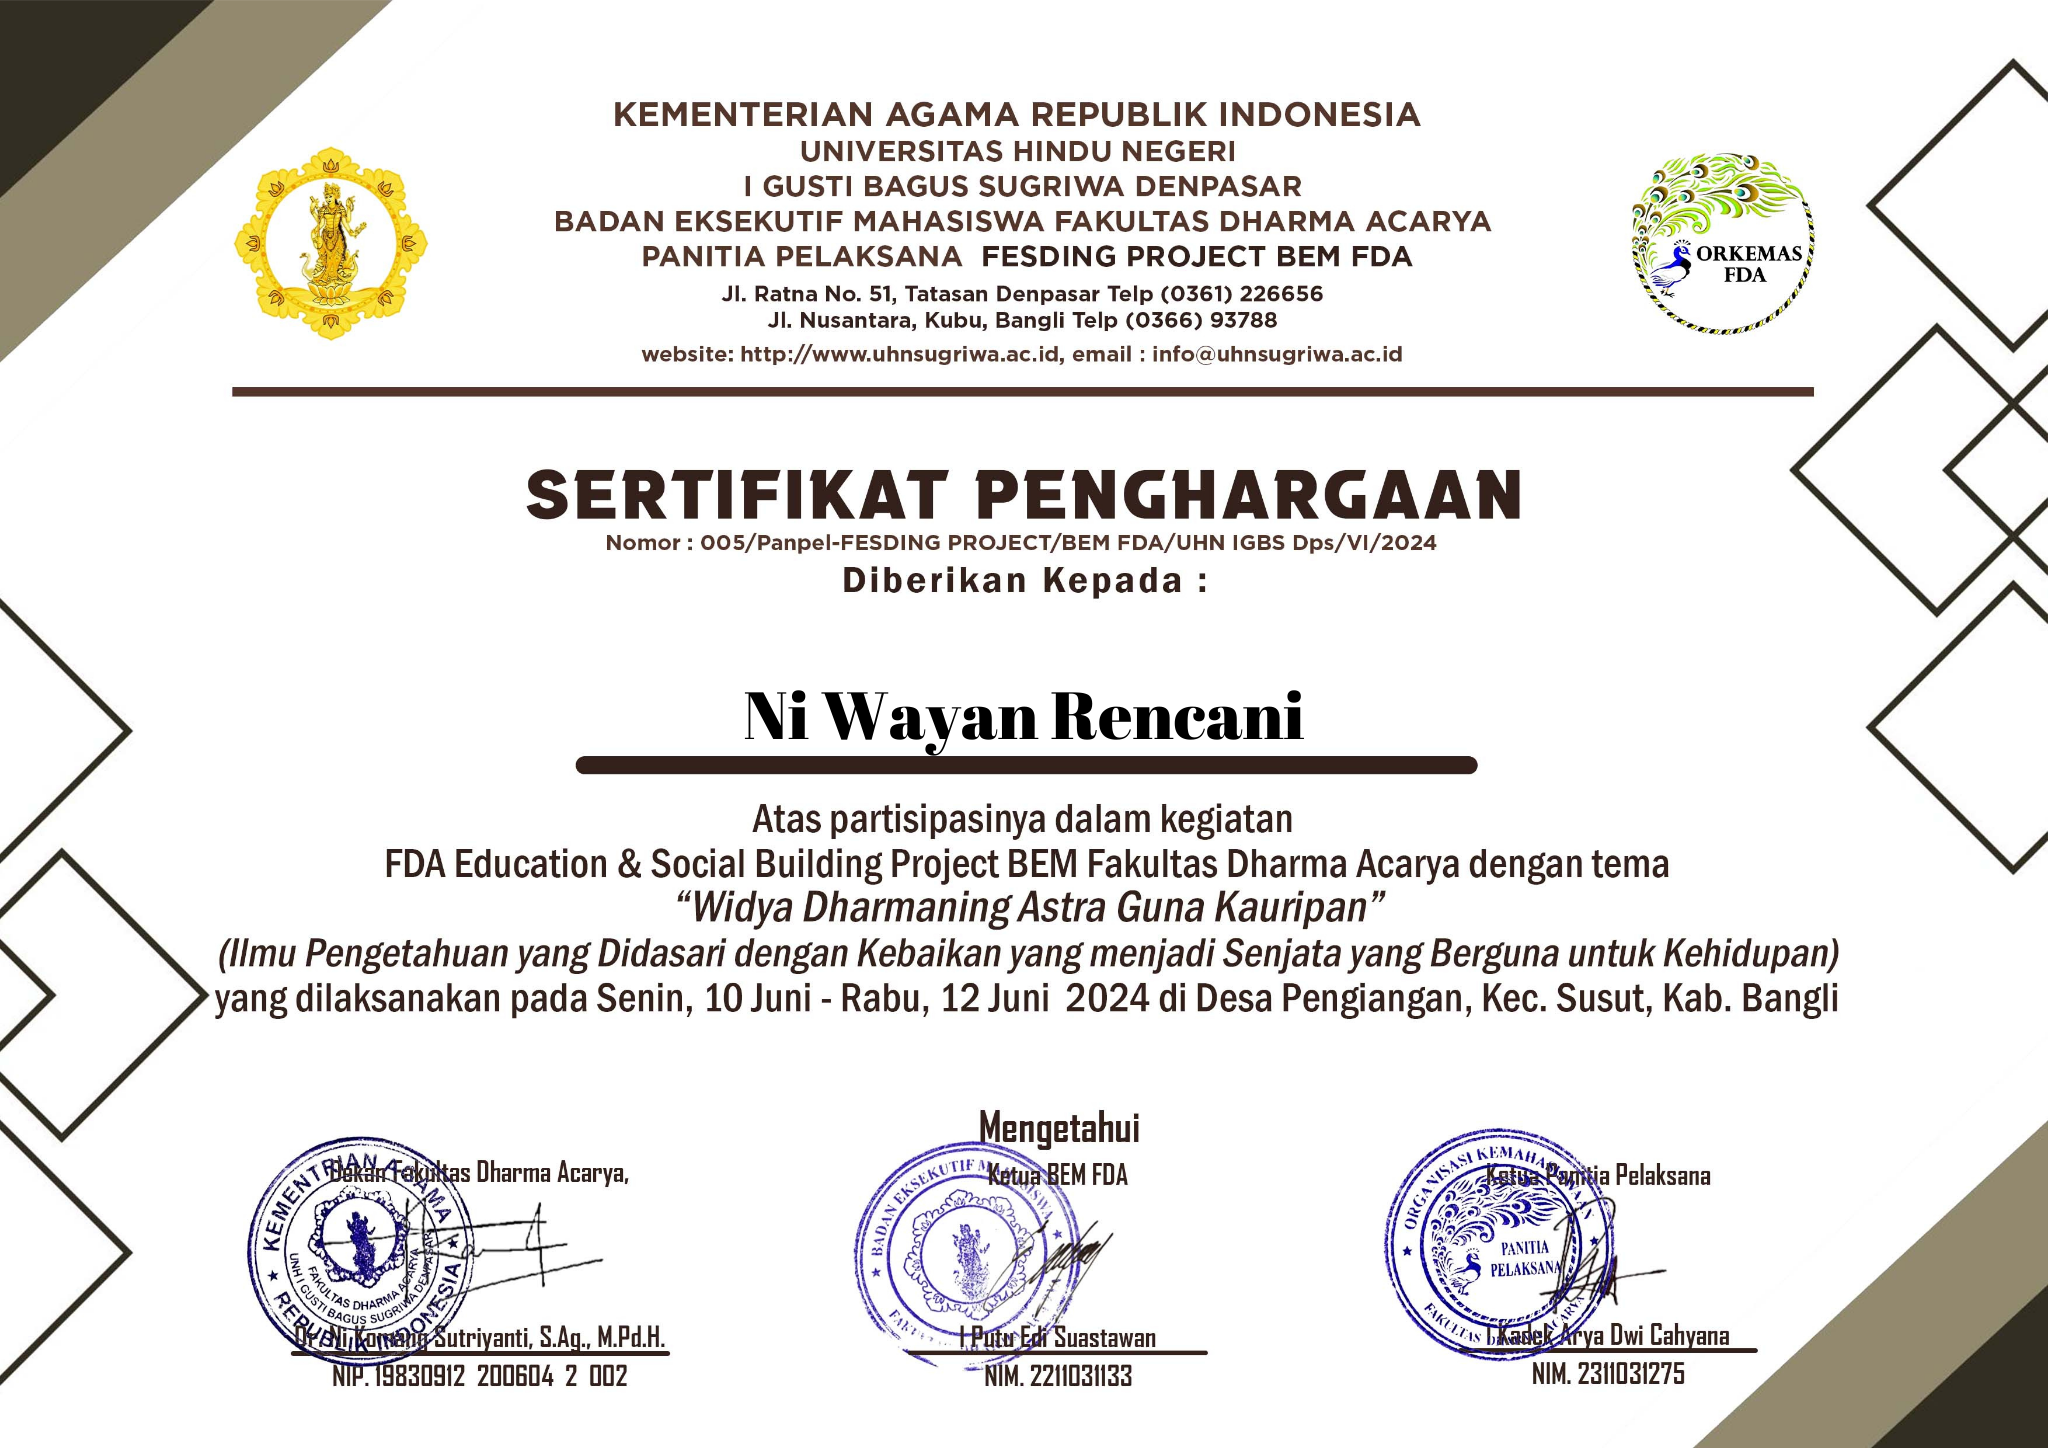 KEMENTERIAN AGAMA REPUBLIK INDONESIA
UNIVERSITAS HINDU NEGERI
I GUSTI BAGUS SUGRIWA DENPASAR
BADAN EKSEKUTIF MAHASISWA FAKULTAS DHARMA ACARYA
PANITIA PELAKSANA FESDING PROJECT BEM FDA
Jl. Ratna No. 51, Tatasan Denpasar Telp (0361) 226656
Jl. Nusantara, Kubu, Bangli Telp (0366) 93788
website: http://www.uhnsugriwa.ac.id, email : info@uhnsugriwa.ac.id
ORKEMAS
FDA
SERTIFIKAT PENGHARGAAN
Nomor : 005/Panpel-FESDING PROJECT/BEM FDA/UHN IGBS Dps/VI/2024
Diberikan Kepada :
Ni Wayan Rencani
Atas partisipasinya dalam kegiatan
FDA Education & Social Building Project BEM Fakultas Dharma Acarya dengan tema
“Widya Dharmaning Astra Guna Kauripan”
(Ilmu Pengetahuan yang Didasari dengan Kebaikan yang menjadi Senjata yang Berguna untuk Kehidupan)
yang dilaksanakan pada Senin, 10 Juni - Rabu, 12 Juni 2024 di Desa Pengiangan, Kec. Susut, Kab. Bangli
Mengetahui
Dekan Fakultas Dharma Acarya,
KEMENTRIAN AGAMA
REPUBLIK INDONESIA
UNH I GUSTI BAGUS SUGRIWA DENPASAR
FAKULTAS DHARMA ACARYA
Dr. Ni Komang Sutriyanti, S.Ag., M.Pd.H.
NIP. 19830912 200604 2 002
Ketua BEM FDA
BADAN EKSEKUTIF MAHASISWA
I Putu Edi Suastawan
NIM. 2211031133
Ketua Panitia Pelaksana
ORGANISASI KEMAHASISWAAN
PANITIA
PELAKSANA
FAKULTAS DHARMA ACARYA
Kadek Arya Dwi Cahyana
NIM. 2311031275